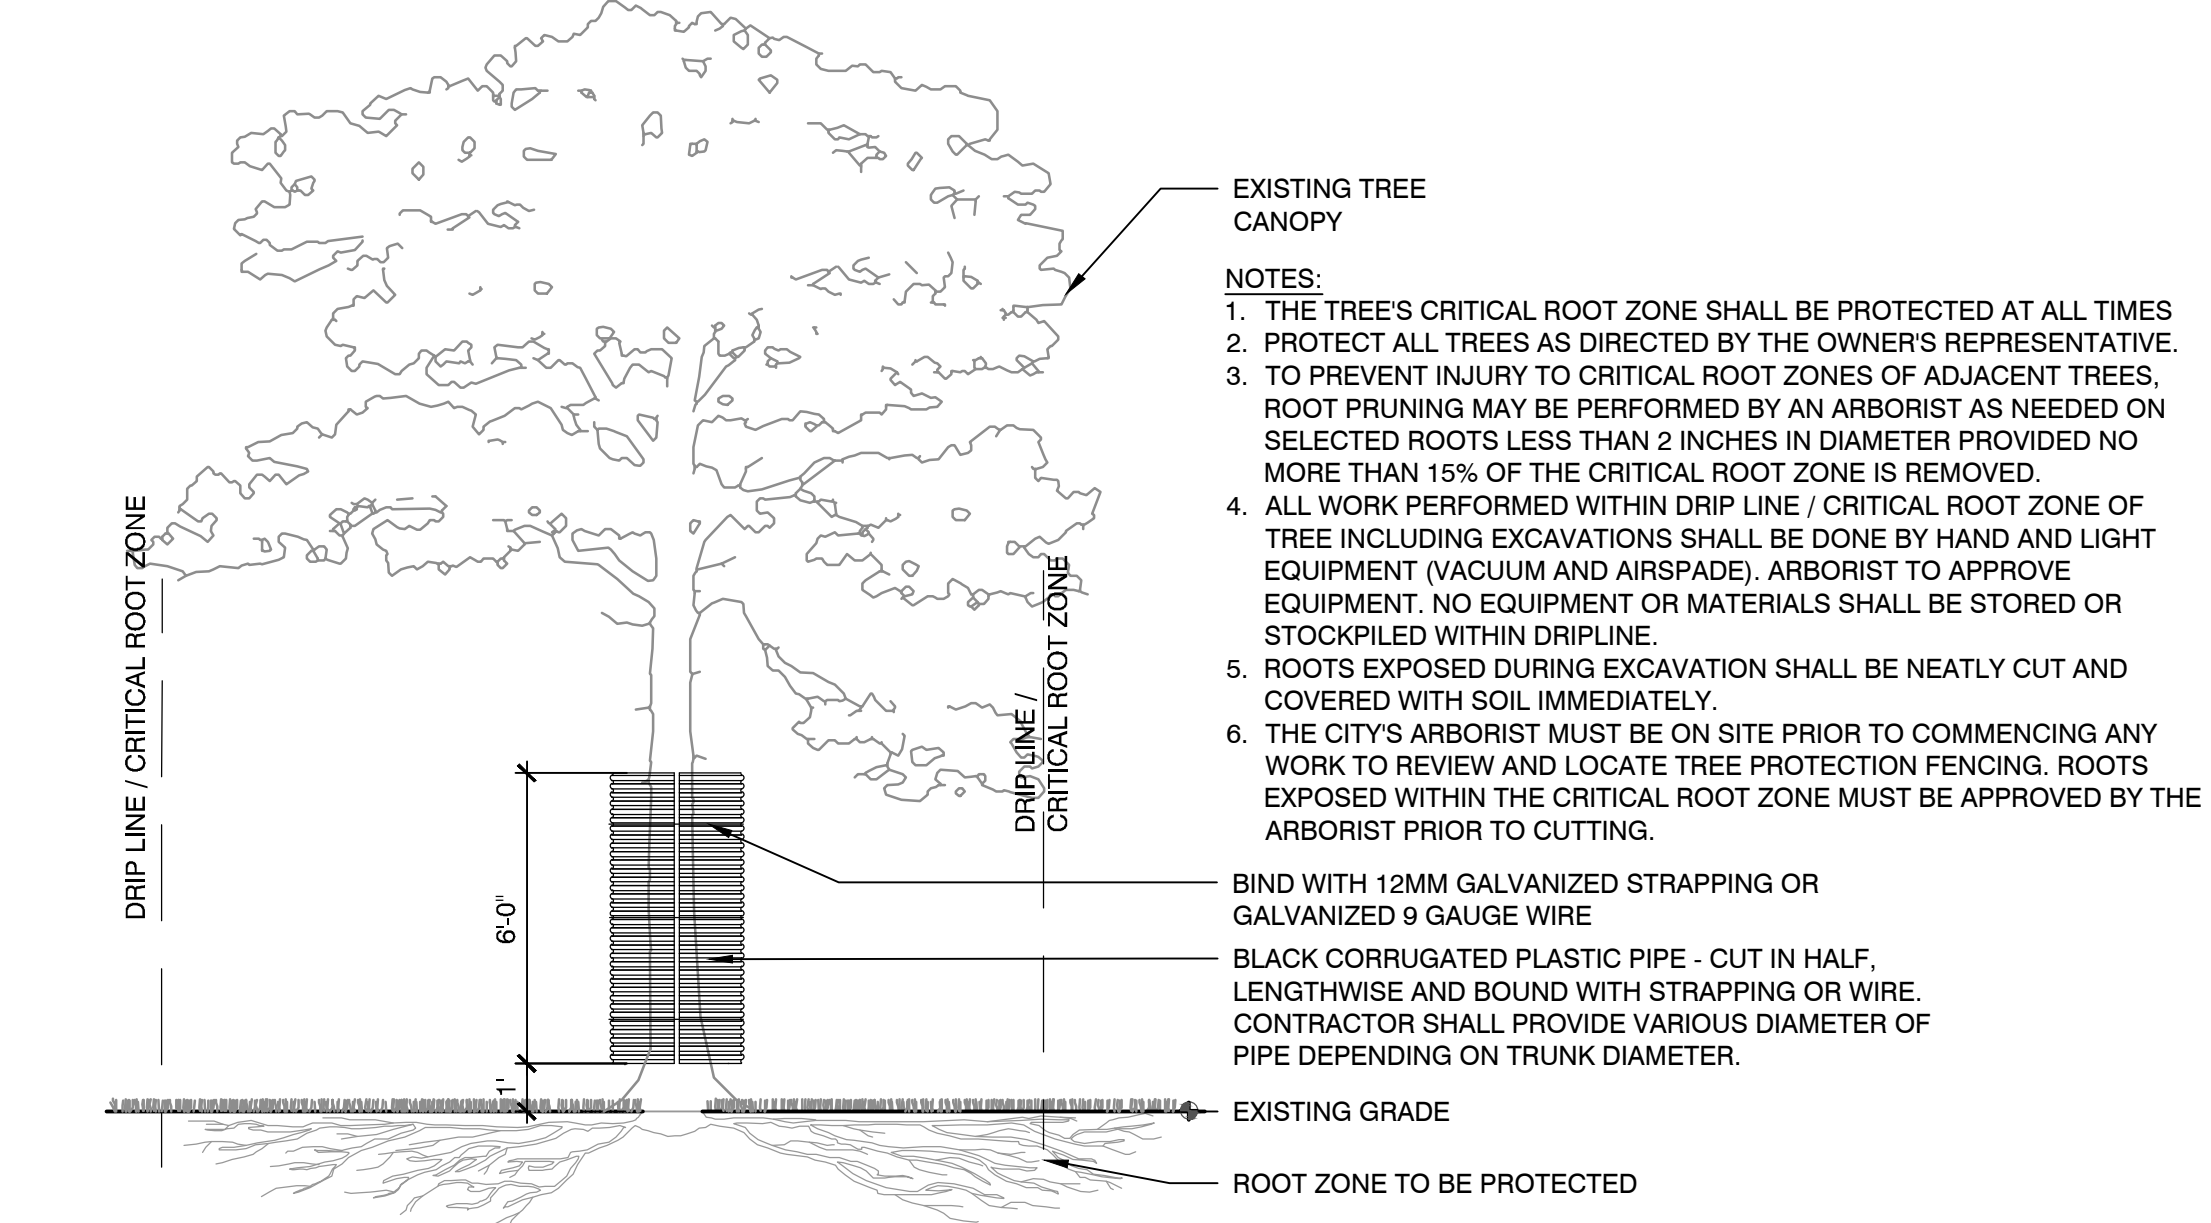 EXISTING TREE
CANOPY
NOTES:
1. THE TREE'S CRITICAL ROOT ZONE SHALL BE PROTECTED AT ALL TIMES
2. PROTECT ALL TREES AS DIRECTED BY THE OWNER'S REPRESENTATIVE.
3. TO PREVENT INJURY TO CRITICAL ROOT ZONES OF ADJACENT TREES,
ROOT PRUNING MAY BE PERFORMED BY AN ARBORIST AS NEEDED ON
SELECTED ROOTS LESS THAN 2 INCHES IN DIAMETER PROVIDED NO
MORE THAN 15% OF THE CRITICAL ROOT ZONE IS REMOVED.
4. ALL WORK PERFORMED WITHIN DRIP LINE / CRITICAL ROOT ZONE OF
TREE INCLUDING EXCAVATIONS SHALL BE DONE BY HAND AND LIGHT
EQUIPMENT (VACUUM AND AIRSPADE). ARBORIST TO APPROVE
EQUIPMENT. NO EQUIPMENT OR MATERIALS SHALL BE STORED OR
STOCKPILED WITHIN DRIPLINE.
5. ROOTS EXPOSED DURING EXCAVATION SHALL BE NEATLY CUT AND
COVERED WITH SOIL IMMEDIATELY.
6. THE CITY'S ARBORIST MUST BE ON SITE PRIOR TO COMMENCING ANY
WORK TO REVIEW AND LOCATE TREE PROTECTION FENCING. ROOTS
EXPOSED WITHIN THE CRITICAL ROOT ZONE MUST BE APPROVED BY THE
ARBORIST PRIOR TO CUTTING.
DRIP LINE / CRITICAL ROOT ZONE
DRIP LINE /
CRITICAL ROOT ZONE
6'-0"
1'
BIND WITH 12MM GALVANIZED STRAPPING OR
GALVANIZED 9 GAUGE WIRE
BLACK CORRUGATED PLASTIC PIPE - CUT IN HALF,
LENGTHWISE AND BOUND WITH STRAPPING OR WIRE.
CONTRACTOR SHALL PROVIDE VARIOUS DIAMETER OF
PIPE DEPENDING ON TRUNK DIAMETER.
EXISTING GRADE
ROOT ZONE TO BE PROTECTED